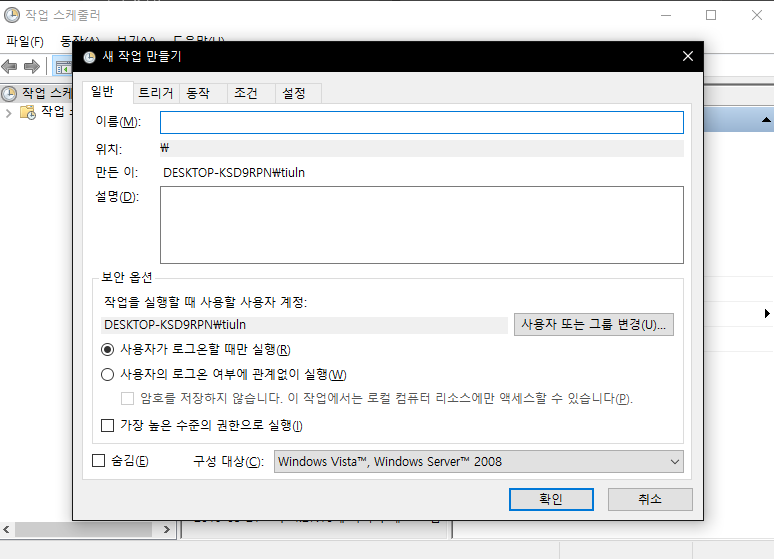 작업 스케줄러
파일(F)
새 작업 만들기
작업 스케
작업
일반 트리거 동작 조건 설정
이름(M):
위치: \
만든 이: DESKTOP-KSD9RPN\tiuln
설명(D):
보안 옵션
작업을 실행할 때 사용할 사용자 계정:
DESKTOP-KSD9RPN\tiuln 사용자 또는 그룹 변경(U)...
사용자가 로그온할 때만 실행(R)
사용자의 로그온 여부에 관계없이 실행(W)
암호를 저장하지 않습니다. 이 작업에서는 로컬 컴퓨터 리소스에만 액세스할 수 있습니다(P).
가장 높은 수준의 권한으로 실행(I)
숨김(E) 구성 대상(C): Windows Vista™, Windows Server™ 2008
확인 취소